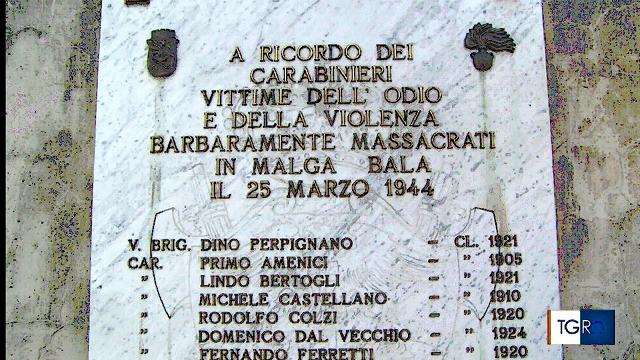 A RICORDO DEI
CARABINIERI
VITTIME DELL' ODIO
E DELLA VIOLENZA
BARBARAMENTE MASSACRATI
IN MALGA BALA
IL 25 MARZO 1944
V. BRIG. DINO PERPIGNANO – CL. 1921
CAR. PRIMO AMENICI – " 1905
" LINDO BERTOGLI – " 1921
" MICHELE CASTELLANO – " 1910
" RODOLFO COLZI – " 1920
" DOMENICO DAL VECCHIO – " 1924
" FERNANDO FERRETTI – " 1920
TGR